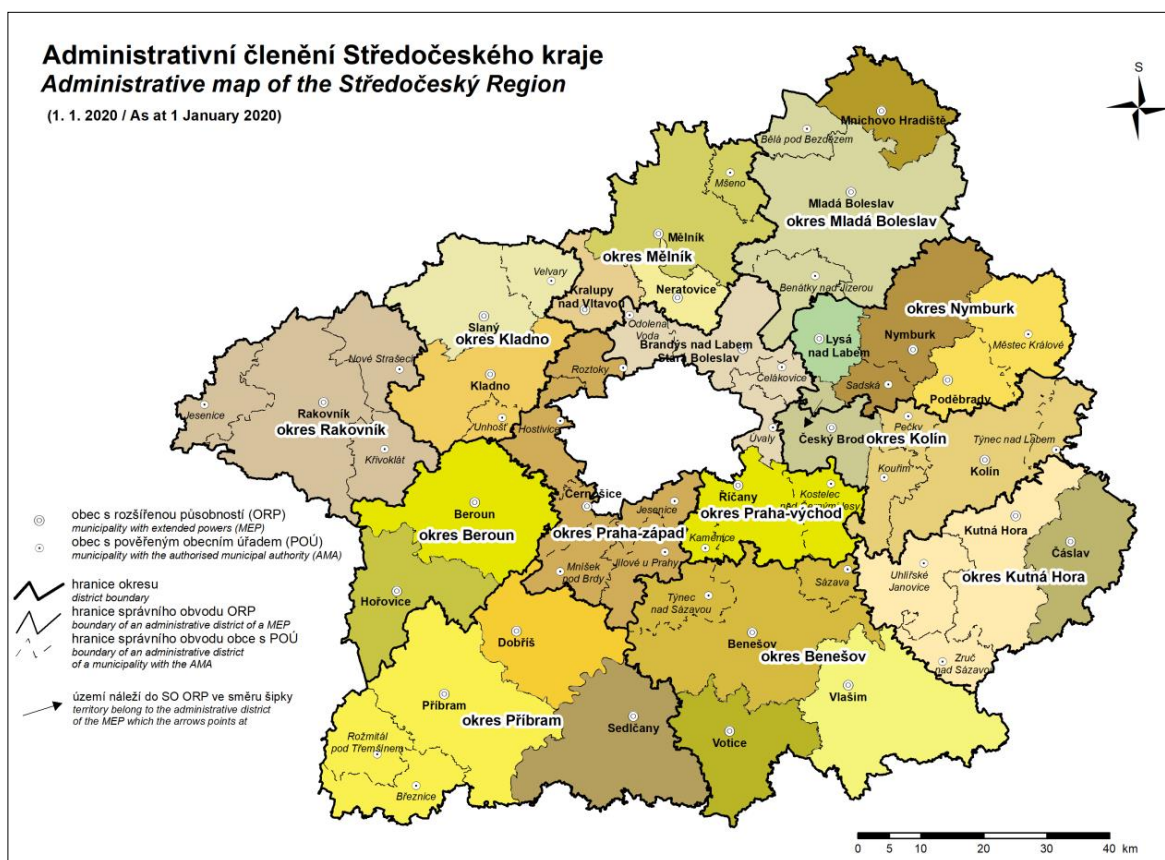 Administrativní členění Středočeského kraje
Administrative map of the Středočeský Region
(1. 1. 2020 / As at 1 January 2020)
S
Mnichovo Hradiště
Bělá pod Bezdězem
Mšeno
Mladá Boleslav
okres Mladá Boleslav
Mělník
okres Mělník
Velvary
Benátky nad Jizerou
Kralupy
nad Vltavou
Neratovice
okres Nymburk
Slaný
okres Kladno
Odolena
Voda
Brandýs nad Labem
Stará Boleslav
Lysá
nad Labem
Nymburk
Městec Králové
Nové Strašecí
Roztoky
Čelákovice
Kladno
Sadská
Poděbrady
Jesenice
Rakovník
okres Rakovník
Unhošť
Hostivice
Úvaly
Český Brod
Pečky
okres Kolín
Týnec nad Labem
Křivoklát
Kouřim
Kolín
Beroun
okres Beroun
Černošice
Jesenice
okres Praha-západ
Říčany
Kostelec
nad Černými lesy
okres Praha-východ
Kamenice
Kutná Hora
Čáslav
okres Kutná Hora
Mníšek
pod Brdy
Jílové u Prahy
Sázava
Uhlířské
Janovice
Hořovice
Týnec
nad Sázavou
Dobříš
Benešov
okres Benešov
Zruč
nad Sázavou
Příbram
okres Příbram
Vlašim
Sedlčany
Votice
Rožmitál
pod Třemšínem
Březnice
obec s rozšířenou působností (ORP)
municipality with extended powers (MEP)
obec s pověřeným obecním úřadem (POÚ)
municipality with the authorised municipal authority (AMA)
hranice okresu
district boundary
hranice správního obvodu ORP
boundary of an administrative district of a MEP
hranice správního obvodu obce s POÚ
boundary of an administrative district
of a municipality with the AMA
území náleží do SO ORP ve směru šipky
territory belong to the administrative district
of the MEP which the arrows points at
0 10 20 30 40
km